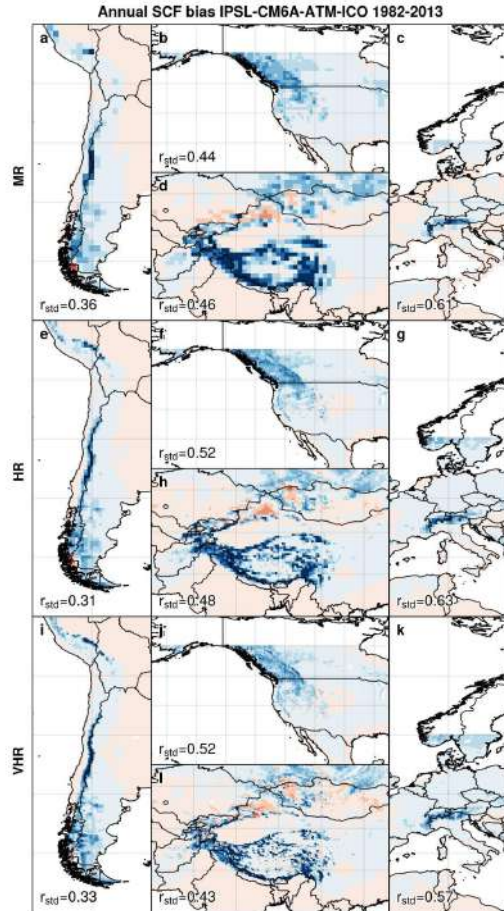 Annual SCF bias IPSL-CM6A-ATM-ICO 1982-2013
a
b
c
MR
r_std=0.44
d
r_std=0.36
r_std=0.46
r_std=0.61
e
f
g
HR
r_std=0.52
h
r_std=0.31
r_std=0.48
r_std=0.63
i
j
k
VHR
r_std=0.52
l
r_std=0.33
r_std=0.43
r_std=0.57